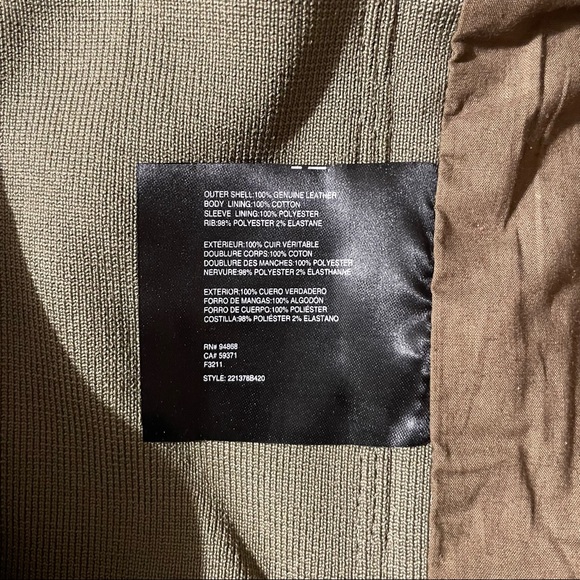 OUTER SHELL:100% GENUINE LEATHER
BODY LINING:100% COTTON
SLEEVE LINING:100% POLYESTER
RIB:98% POLYESTER 2% ELASTANE
EXTÉRIEUR:100% CUIR VÉRITABLE
DOUBLURE CORPS:100% COTON
DOUBLURE DES MANCHES:100% POLYESTER
NERVURE:98% POLYESTER 2% ÉLASTHANNE
EXTERIOR:100% CUERO VERDADERO
FORRO DE MANGAS:100% ALGODÓN
FORRO DE CUERPO:100% POLIÉSTER
COSTILLA:98% POLIÉSTER 2% ELASTANO
RN# 94868
CA# 59371
F3211
STYLE: 221378B420